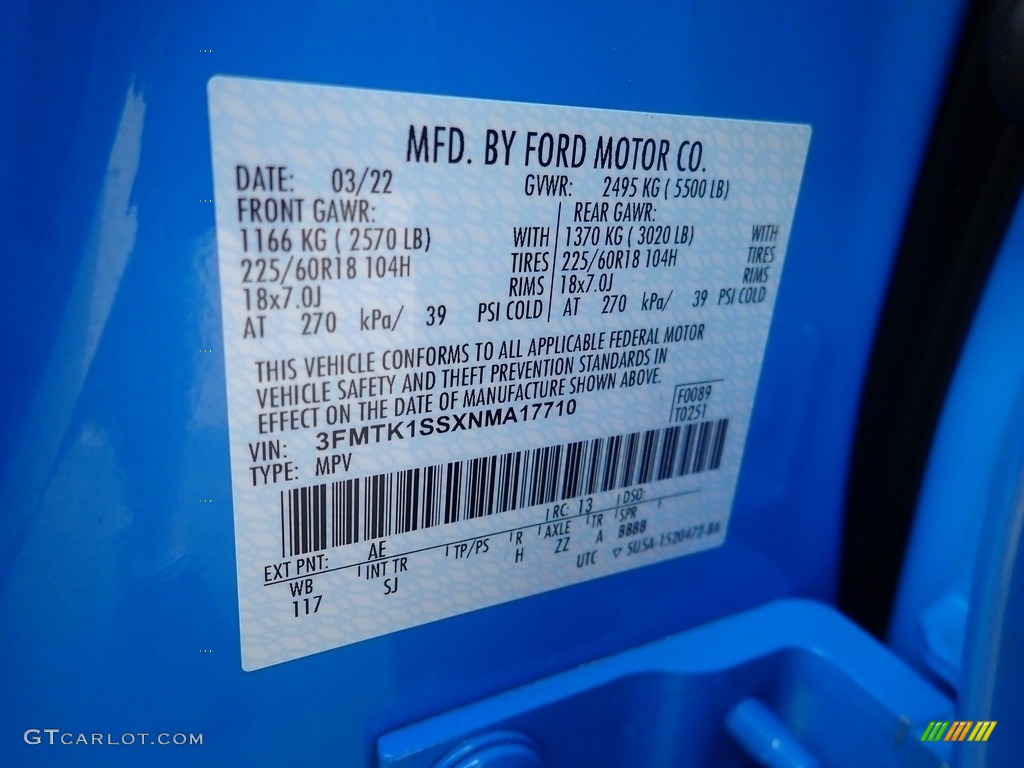 MFD. BY FORD MOTOR CO.
DATE: 03/22 GVWR: 2495 KG ( 5500 LB)
FRONT GAWR: REAR GAWR:
1166 KG ( 2570 LB) WITH 1370 KG ( 3020 LB) WITH
225/60R18 104H TIRES 225/60R18 104H TIRES
18x7.0J RIMS 18x7.0J RIMS
AT 270 kPa/ 39 PSI COLD AT 270 kPa/ 39 PSI COLD
THIS VEHICLE CONFORMS TO ALL APPLICABLE FEDERAL MOTOR
VEHICLE SAFETY AND THEFT PREVENTION STANDARDS IN
EFFECT ON THE DATE OF MANUFACTURE SHOWN ABOVE.
VIN: 3FMTK1SSXNMA17710 F0089
TYPE: MPV T0251
EXT PNT: AE RC: 13 DSO:
WB INT TR TP/PS R AXLE TR SPR
117 SJ H ZZ A BBBB
UTC ▽ SUSA-1520472-BA
GTCARLOT.COM